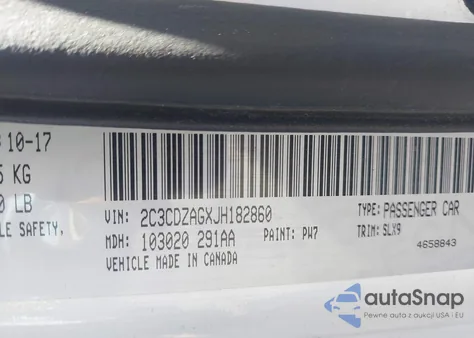 10-17
KG
LB
LE SAFETY,
VIN: 2C3CDZAGXJH182860
TYPE: PASSENGER CAR
MDH: 103020 291AA
PAINT: PW7
TRIM: SLX9
VEHICLE MADE IN CANADA
4658843
autoSnap
Pewne auto z aukcji USA i EU